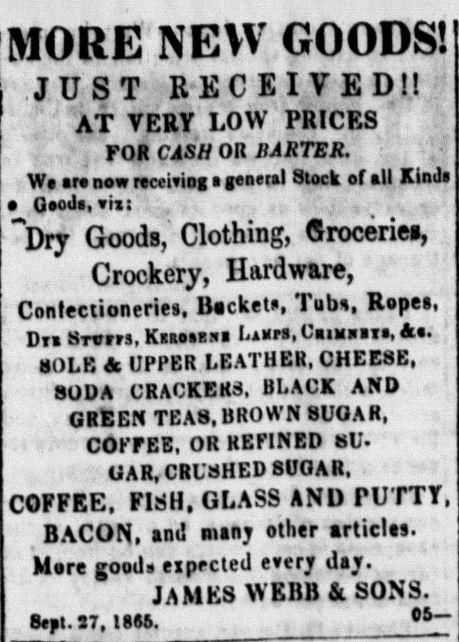 MORE NEW GOODS!
JUST RECEIVED!!
AT VERY LOW PRICES
FOR CASH OR BARTER.
We are now receiving a general Stock of all Kinds
Goods, viz:
Dry Goods, Clothing, Groceries,
Crockery, Hardware,
Confectioneries, Buckets, Tubs, Ropes,
DYE STUFFS, KEROSENE LAMPS, CHIMNEYS, &c.
SOLE & UPPER LEATHER, CHEESE,
SODA CRACKERS, BLACK AND
GREEN TEAS, BROWN SUGAR,
COFFEE, OR REFINED SU-
GAR, CRUSHED SUGAR,
COFFEE, FISH, GLASS AND PUTTY,
BACON, and many other articles.
More goods expected every day.
JAMES WEBB & SONS.
Sept. 27, 1865. 05—